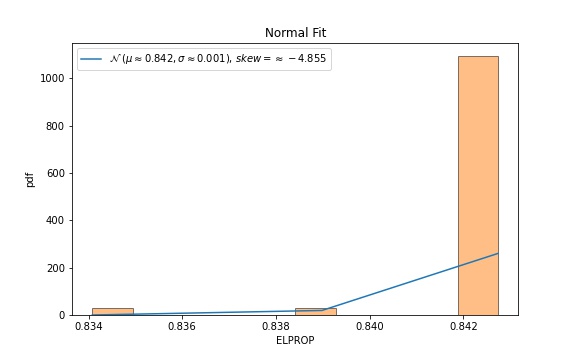 Normal Fit
𝒩(μ ≈ 0.842, σ ≈ 0.001), skew = ≈ −4.855
pdf
1000
800
600
400
200
0
0.834 0.836 0.838 0.840 0.842
ELPROP